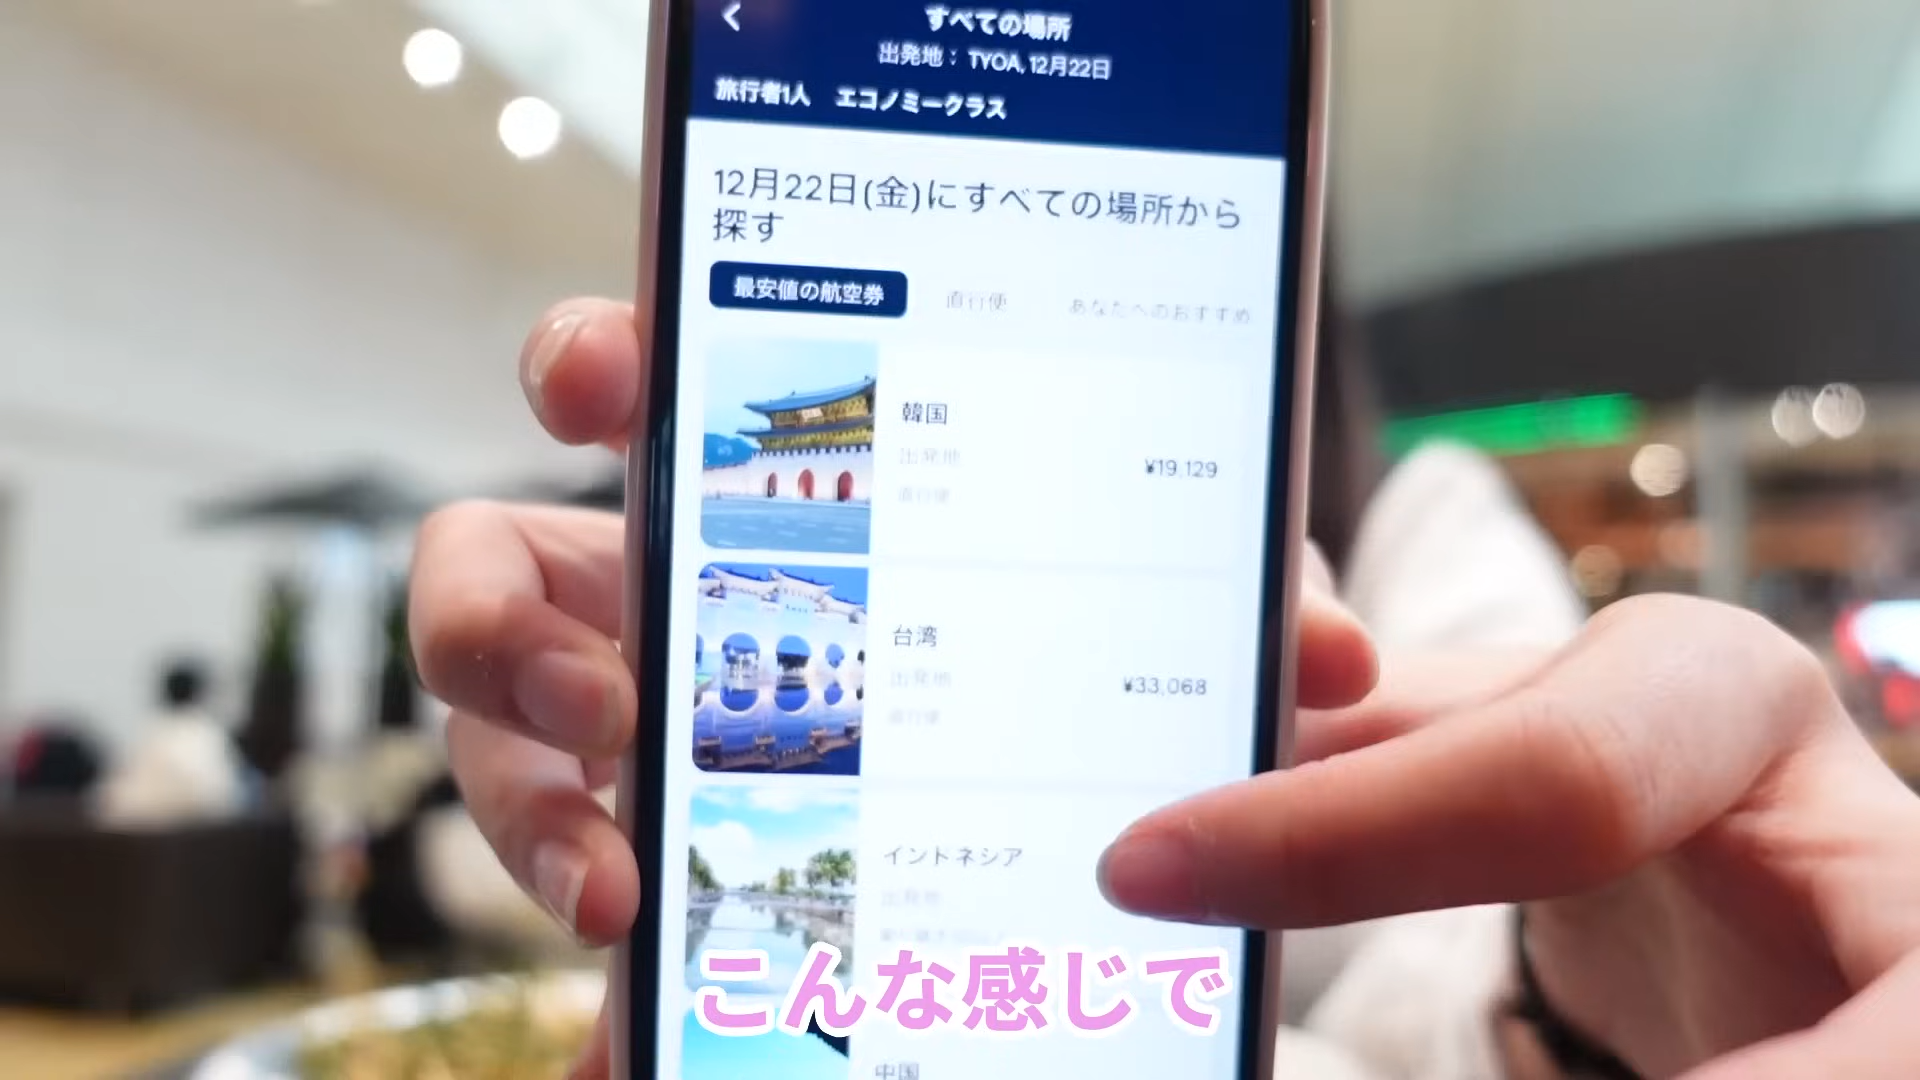 すべての場所
出発地: TYOA, 12月22日
旅行者1人 エコノミークラス
12月22日(金)にすべての場所から
探す
最安値の航空券 直行便 あなたへのおすすめ
韓国
出発地
直行便
¥19,129
台湾
出発地
直行便
¥33,068
インドネシア
出発地
こんな感じで
中国